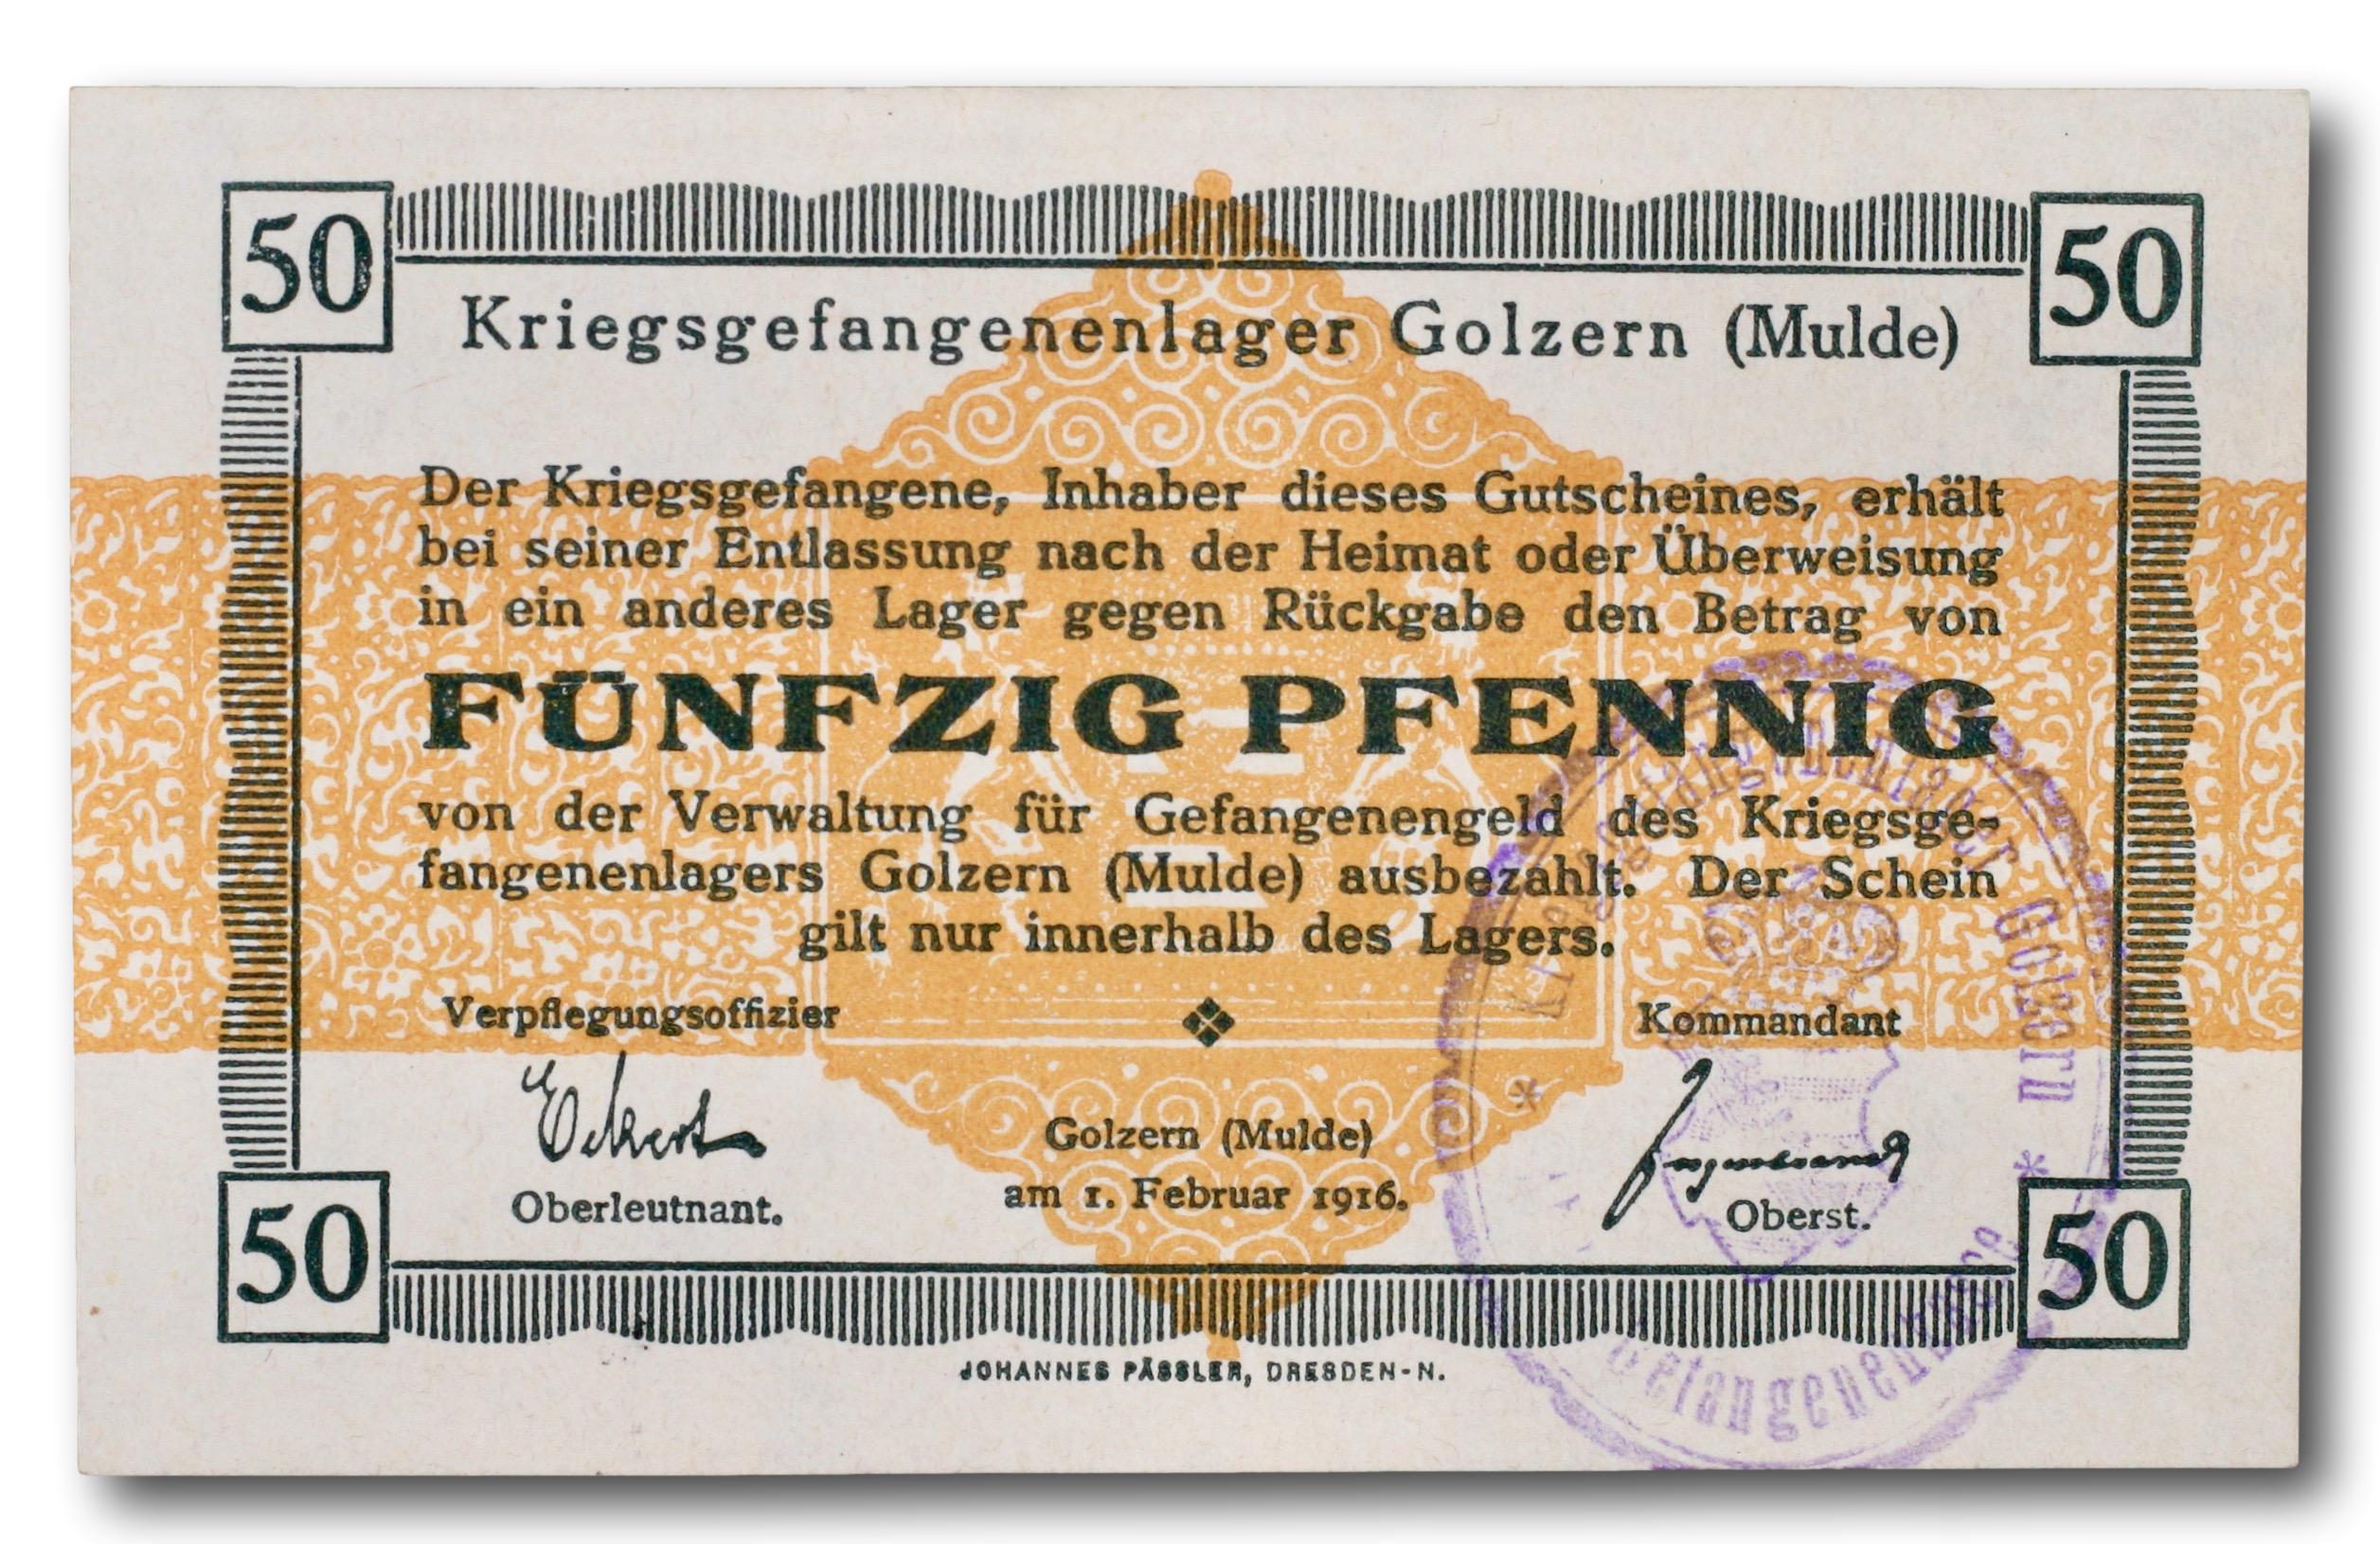 50 50
Kriegsgefangenenlager Golzern (Mulde)
Der Kriegsgefangene, Inhaber dieses Gutscheines, erhält
bei seiner Entlassung nach der Heimat oder Überweisung
in ein anderes Lager gegen Rückgabe den Betrag von
FÜNFZIG PFENNIG
von der Verwaltung für Gefangenengeld des Kriegsge-
fangenenlagers Golzern (Mulde) ausbezahlt. Der Schein
gilt nur innerhalb des Lagers.
Verpflegungsoffizier Kommandant
Eckert
Golzern (Mulde)
am 1. Februar 1916.
Oberleutnant. Oberst.
50 50
JOHANNES PÄSSLER, DRESDEN-N.
Kriegsgefangenenlager Golzern